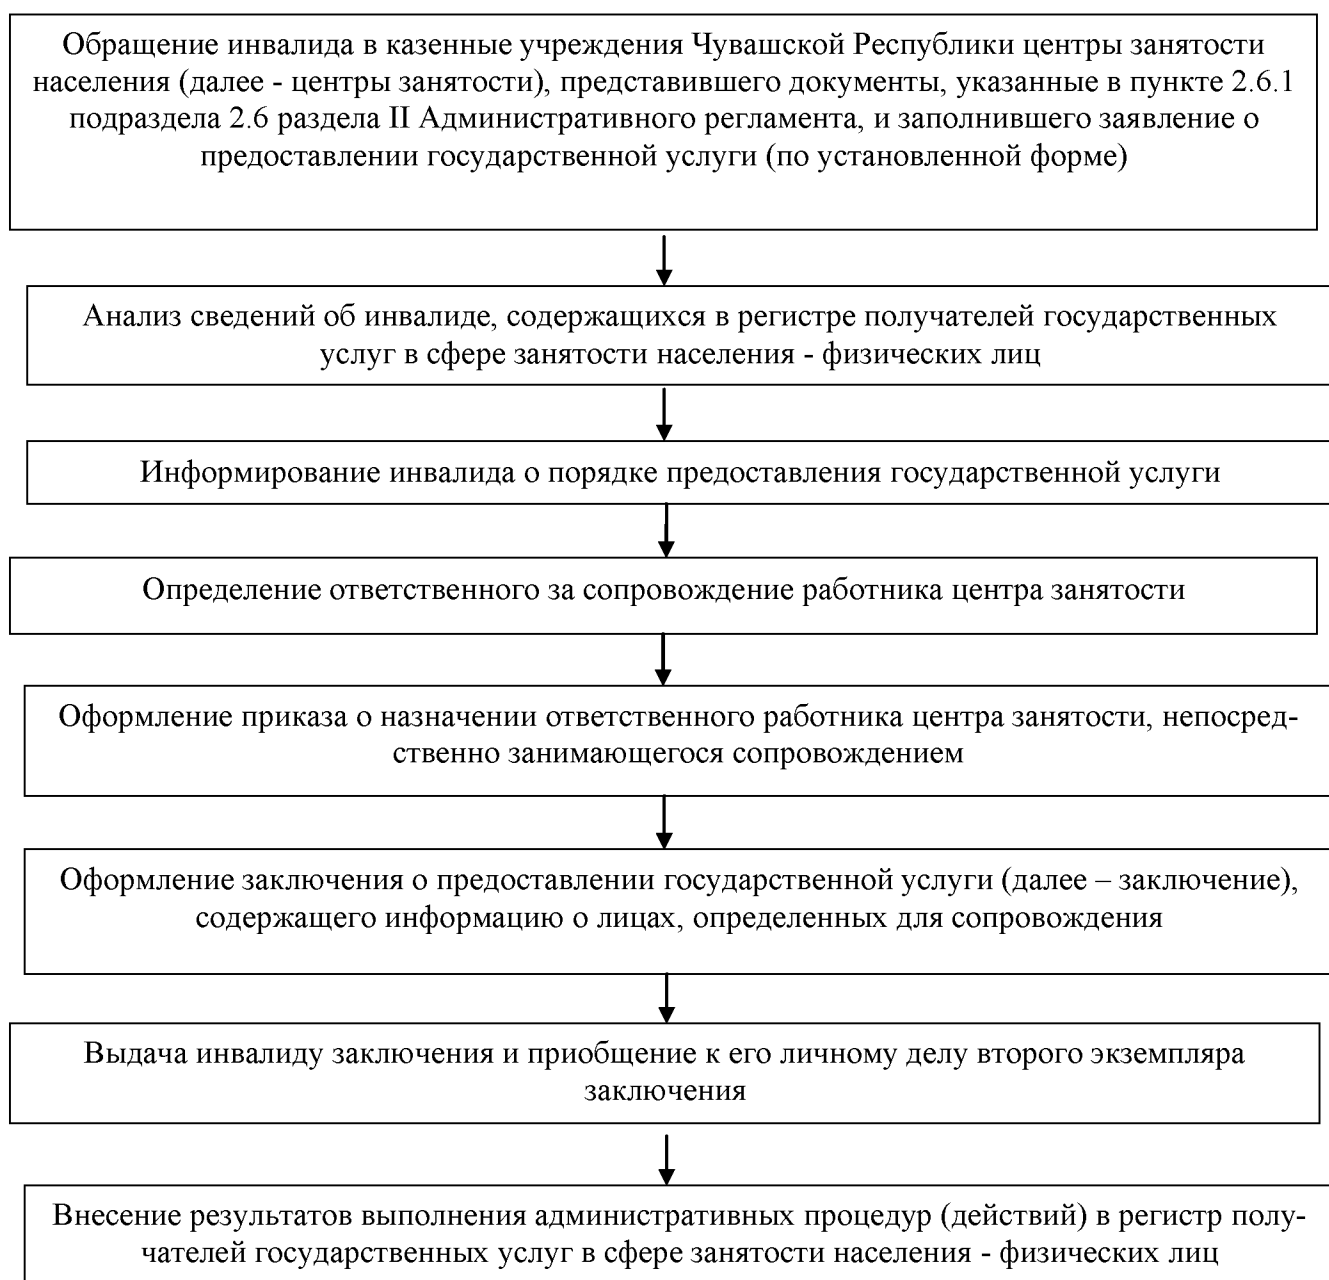 Обращение инвалида в казенные учреждения Чувашской Республики центры занятости
населения (далее - центры занятости), представившего документы, указанные в пункте 2.6.1
подраздела 2.6 раздела II Административного регламента, и заполнившего заявление о
предоставлении государственной услуги (по установленной форме)
Анализ сведений об инвалиде, содержащихся в регистре получателей государственных
услуг в сфере занятости населения - физических лиц
Информирование инвалида о порядке предоставления государственной услуги
Определение ответственного за сопровождение работника центра занятости
Оформление приказа о назначении ответственного работника центра занятости, непосред-
ственно занимающегося сопровождением
Оформление заключения о предоставлении государственной услуги (далее – заключение),
содержащего информацию о лицах, определенных для сопровождения
Выдача инвалиду заключения и приобщение к его личному делу второго экземпляра
заключения
Внесение результатов выполнения административных процедур (действий) в регистр полу-
чателей государственных услуг в сфере занятости населения - физических лиц